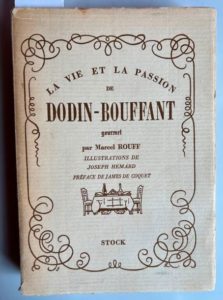 LA VIE ET LA PASSION
DE
DODIN-BOUFFANT
gourmet
par Marcel ROUFF
ILLUSTRATIONS DE
JOSEPH HEMARD
PRÉFACE DE JAMES DE COQUET
STOCK